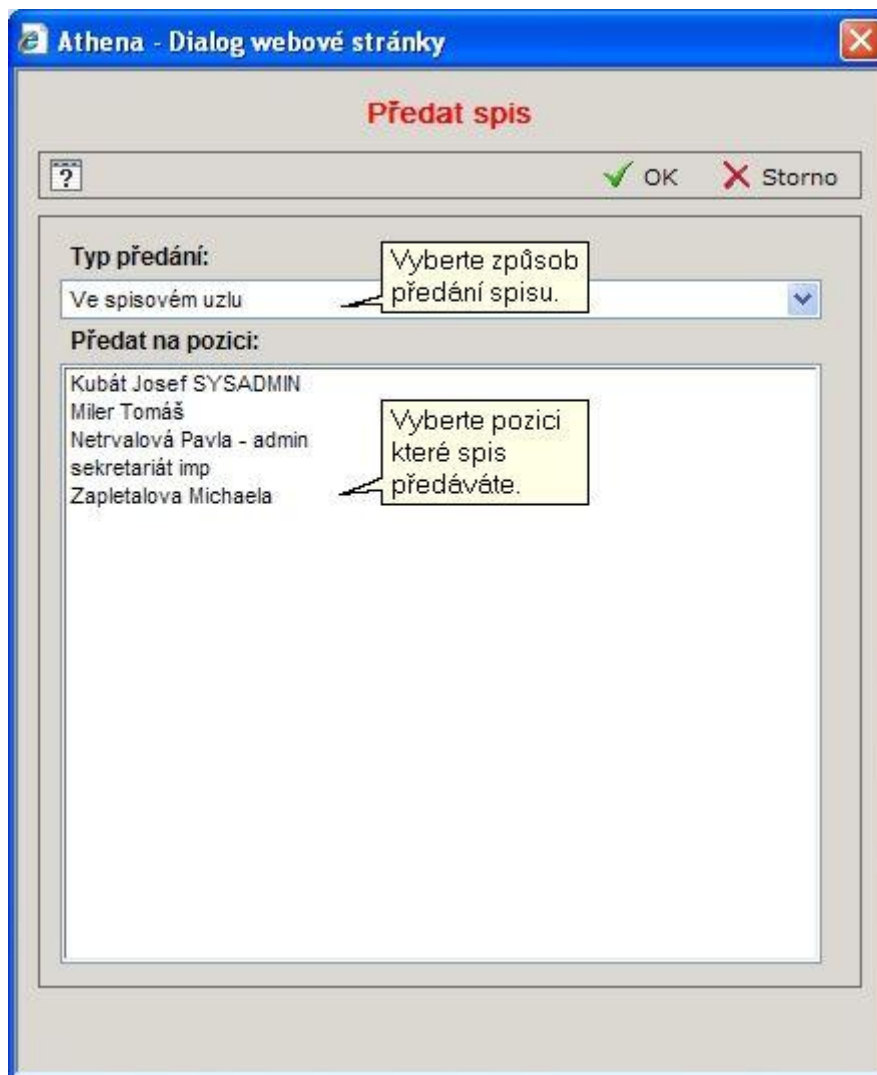 Athena - Dialog webové stránky
Předat spis
? OK Storno
Typ předání:
Vyberte způsob
předání spisu.
Ve spisovém uzlu
Předat na pozici:
Kubát Josef SYSADMIN
Miler Tomáš
Netrvalová Pavla - admin
sekretariát imp
Zapletalova Michaela
Vyberte pozici
které spis
předáváte.